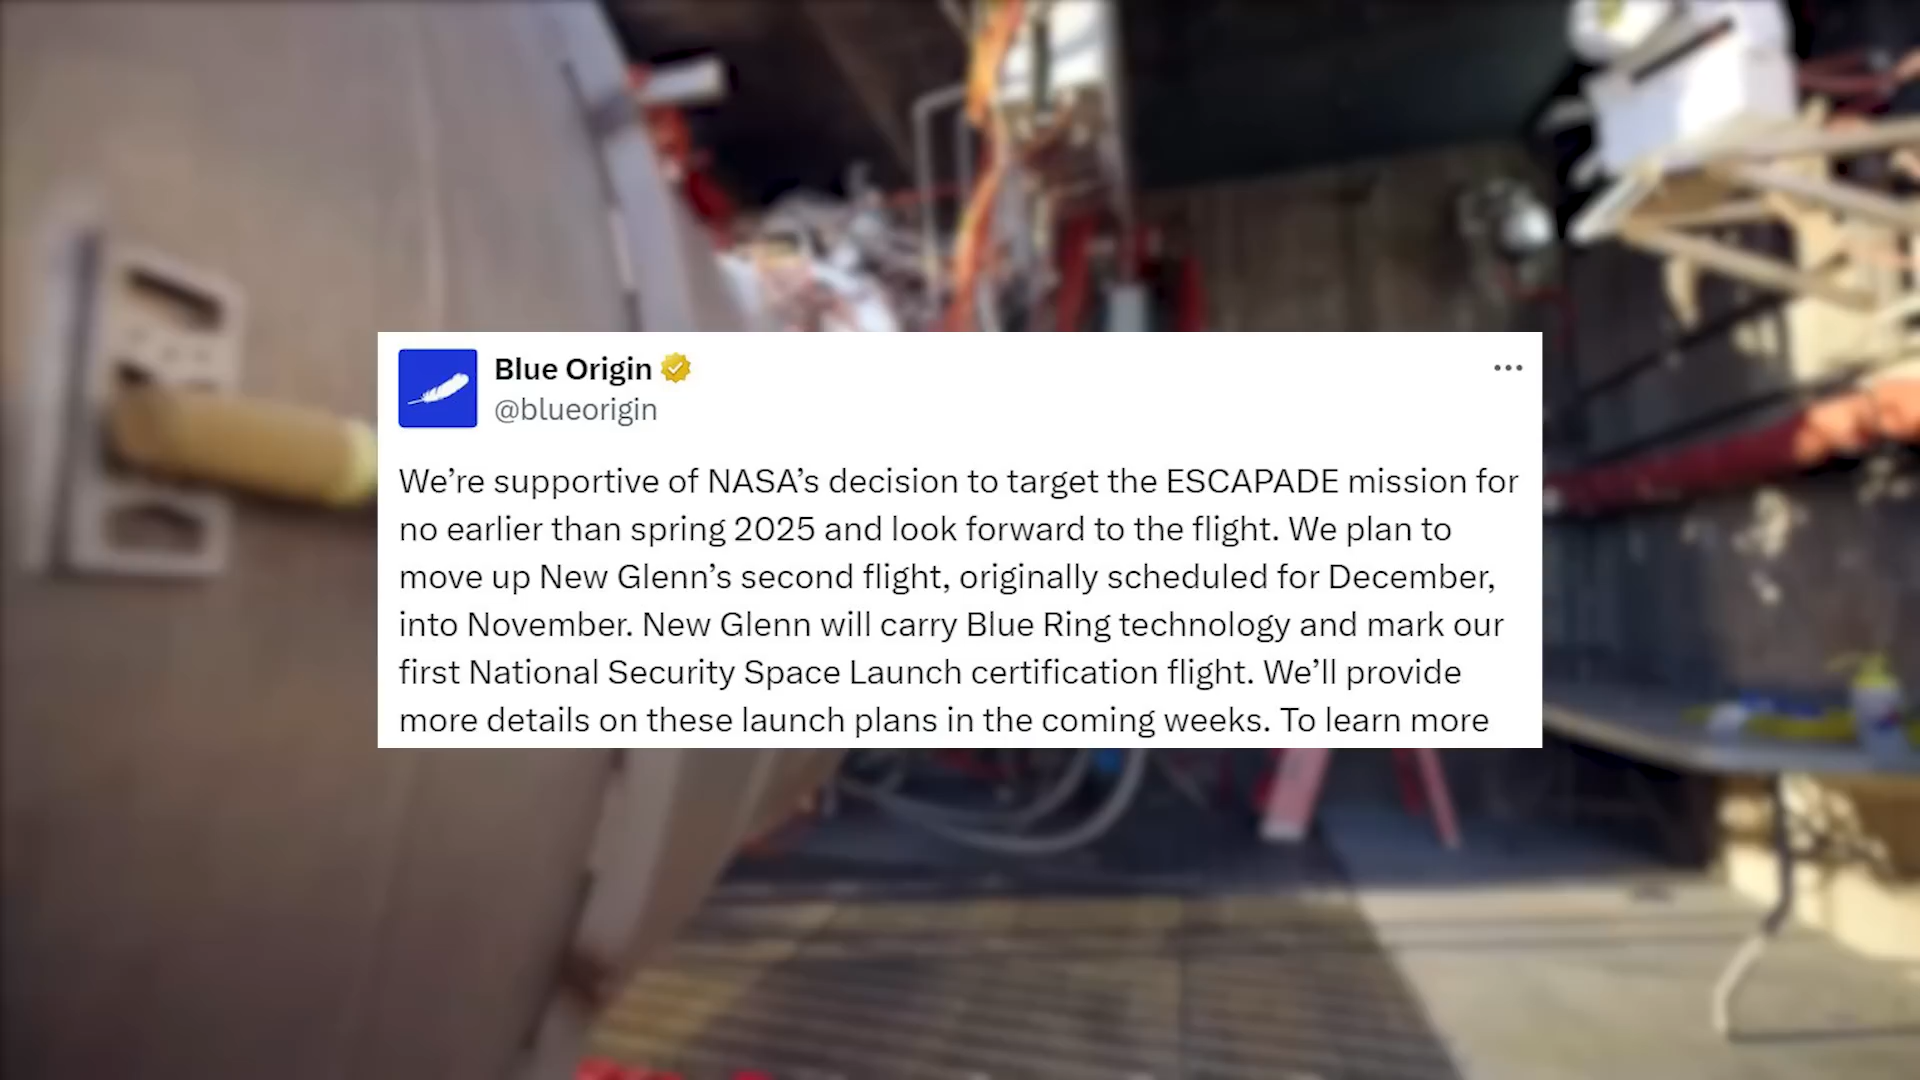 Blue Origin
@blueorigin
We’re supportive of NASA’s decision to target the ESCAPADE mission for
no earlier than spring 2025 and look forward to the flight. We plan to
move up New Glenn’s second flight, originally scheduled for December,
into November. New Glenn will carry Blue Ring technology and mark our
first National Security Space Launch certification flight. We’ll provide
more details on these launch plans in the coming weeks. To learn more